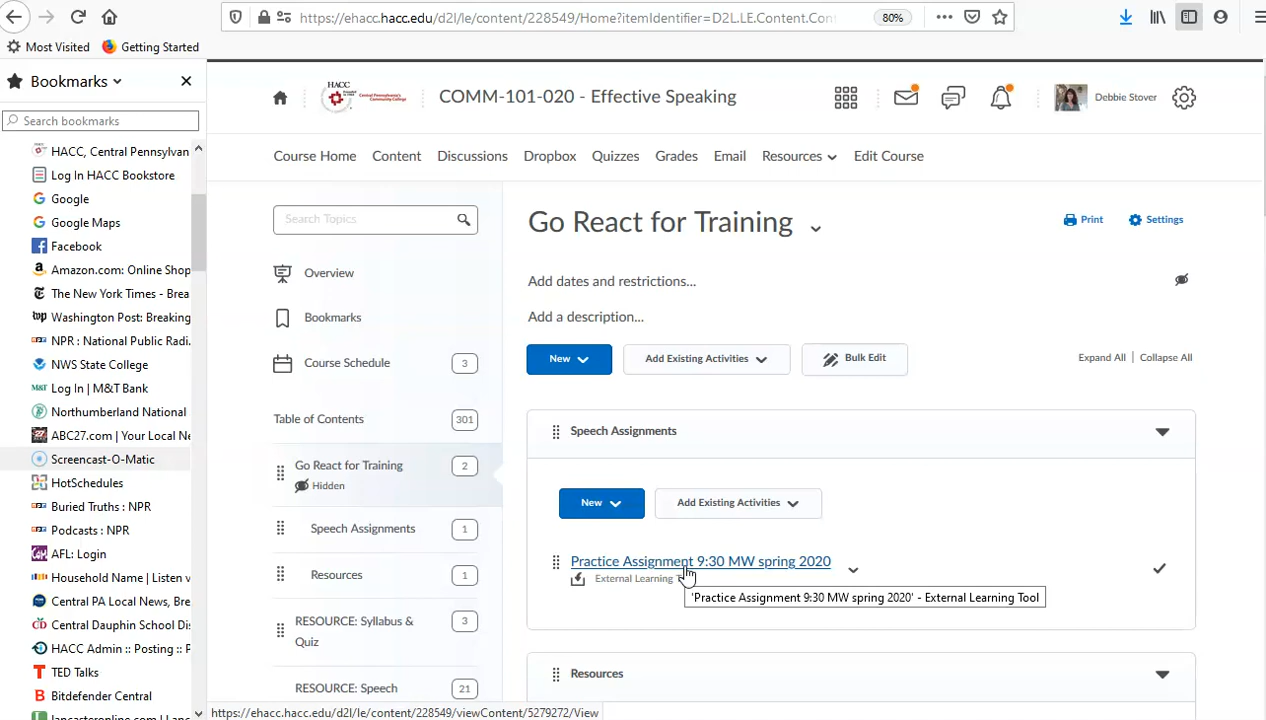 https://ehacc.hacc.edu/d2l/le/content/228549/Home?itemIdentifier=D2L.LE.Content.Con
80%
Most Visited
Getting Started
Bookmarks
Search bookmarks
HACC, Central Pennsylvan
Log In HACC Bookstore
Google
Google Maps
Facebook
Amazon.com: Online Shop
The New York Times - Brea
Washington Post: Breaking
NPR : National Public Radi.
NWS State College
Log In | M&T Bank
Northumberland National
ABC27.com | Your Local Ne
Screencast-O-Matic
HotSchedules
Buried Truths : NPR
Podcasts : NPR
AFL: Login
Household Name | Listen v
Central PA Local News, Bre
Central Dauphin School Dis
HACC Admin :: Posting :: P
TED Talks
Bitdefender Central
lancasteronline.com | Lanc
HACC
Central Pennsylvania's
Community College
COMM-101-020 - Effective Speaking
Debbie Stover
Course Home
Content
Discussions
Dropbox
Quizzes
Grades
Email
Resources
Edit Course
Search Topics
Overview
Bookmarks
Course Schedule
3
Table of Contents
301
Go React for Training
2
Hidden
Speech Assignments
1
Resources
1
RESOURCE: Syllabus &
Quiz
3
RESOURCE: Speech
21
Go React for Training
Print
Settings
Add dates and restrictions...
Add a description...
New
Add Existing Activities
Bulk Edit
Expand All
Collapse All
Speech Assignments
New
Add Existing Activities
Practice Assignment 9:30 MW spring 2020
External Learning
'Practice Assignment 9:30 MW spring 2020' - External Learning Tool
Resources
https://ehacc.hacc.edu/d2l/le/content/228549/viewContent/5279272/View